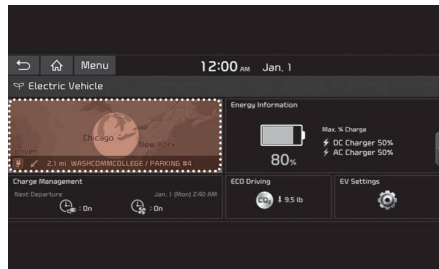 Menu
12:00 AM Jan. 1
Electric Vehicle
Chicago
New York
enver
2.1 mi WASHCOMMCOLLEGE / PARKING #4
Energy Information
80%
Max. % Charge
DC Charger 50%
AC Charger 50%
Charge Management
Next Departure Jan. 1 (Mon) 2:40 AM
: On : On
ECO Driving
CO₂ ↓ 9.5 lb
EV Settings